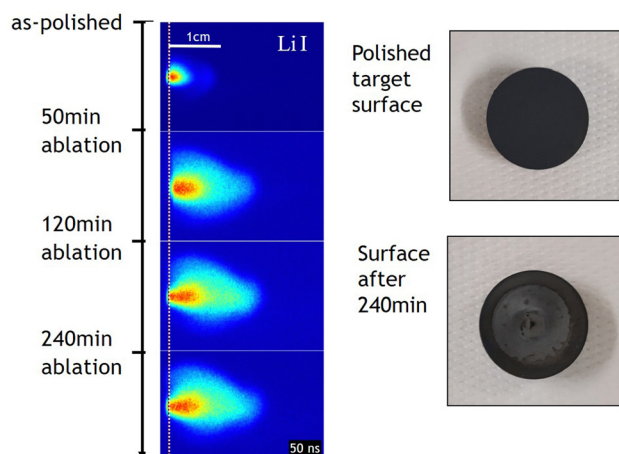 as-polished
50min
ablation
120min
ablation
240min
ablation
1cm
Li I
50 ns
Polished
target
surface
Surface
after
240min